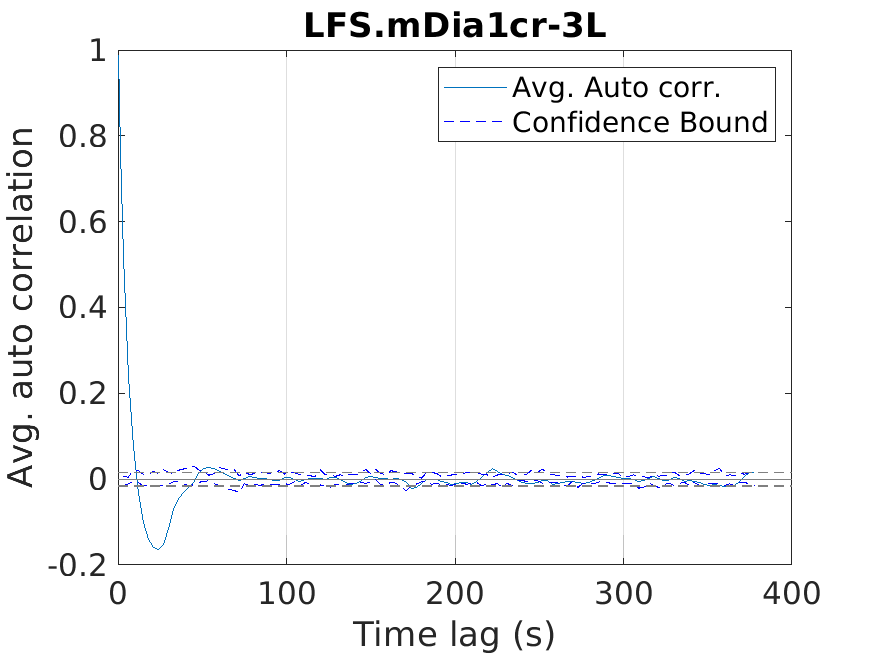 LFS.mDia1cr-3L
Avg. Auto corr.
Confidence Bound
Avg. auto correlation
1
0.8
0.6
0.4
0.2
0
-0.2
0 100 200 300 400
Time lag (s)